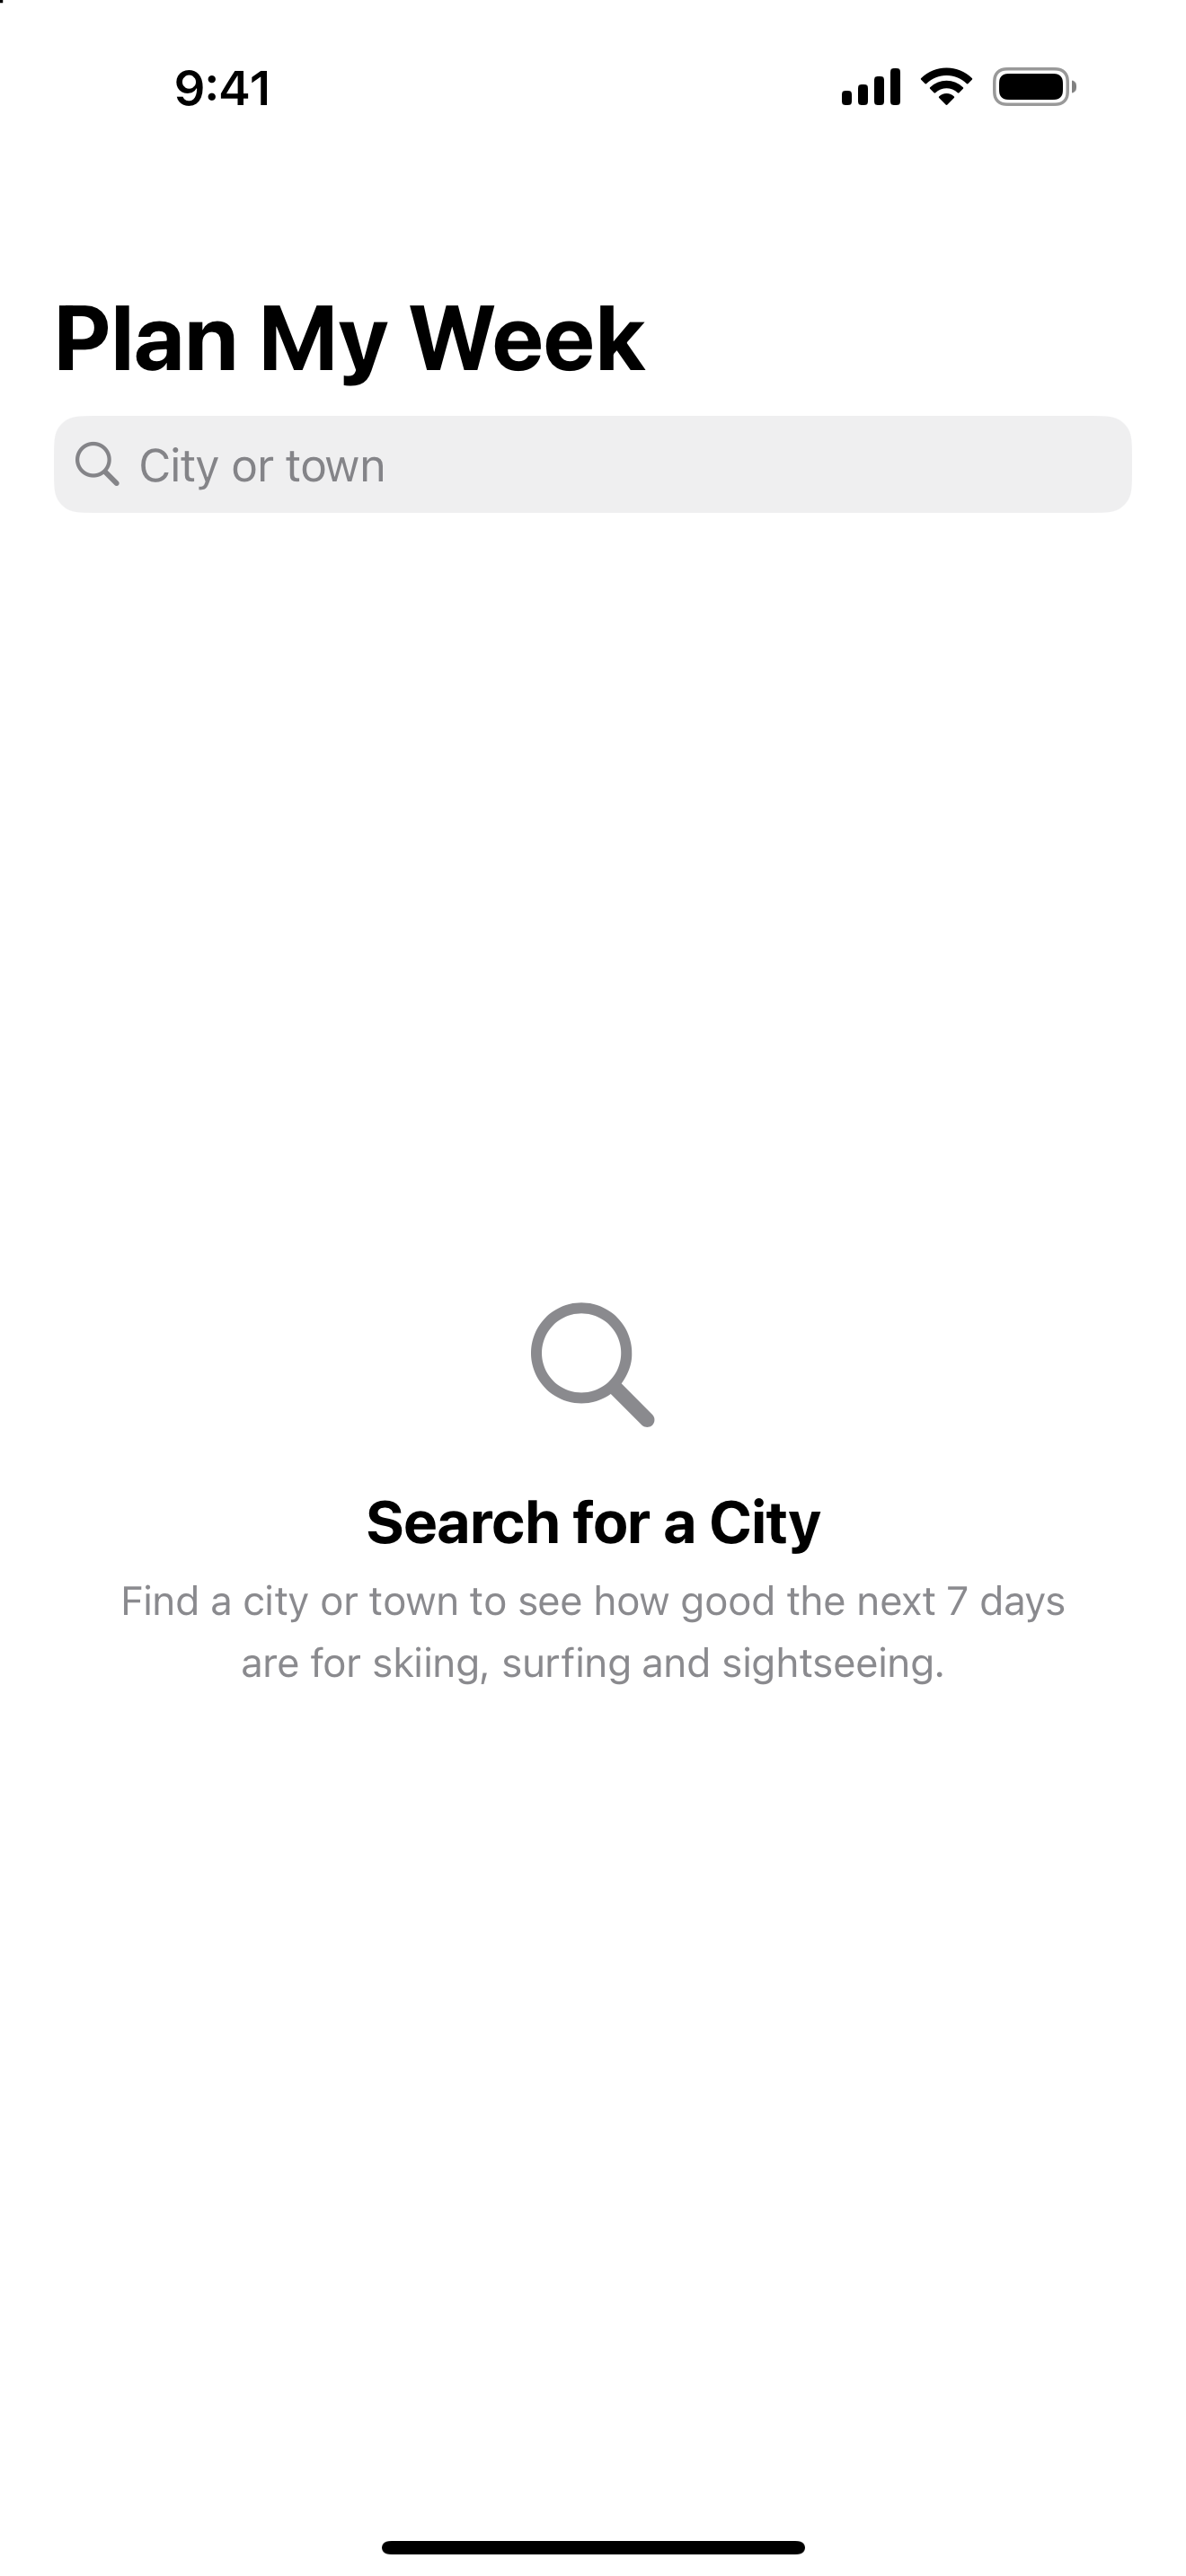 9:41
Plan My Week
City or town
Search for a City
Find a city or town to see how good the next 7 days
are for skiing, surfing and sightseeing.